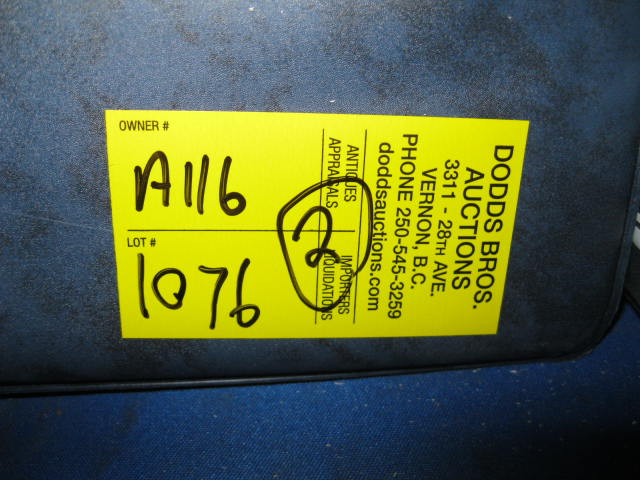 DODDS BROS.
AUCTIONS
3311 - 28TH AVE.
VERNON, B.C.
PHONE 250-545-3259
doddsauctions.com
ANTIQUES IMPORTERS
APPRAISALS LIQUIDATIONS
2
OWNER #
A116
LOT #
1076